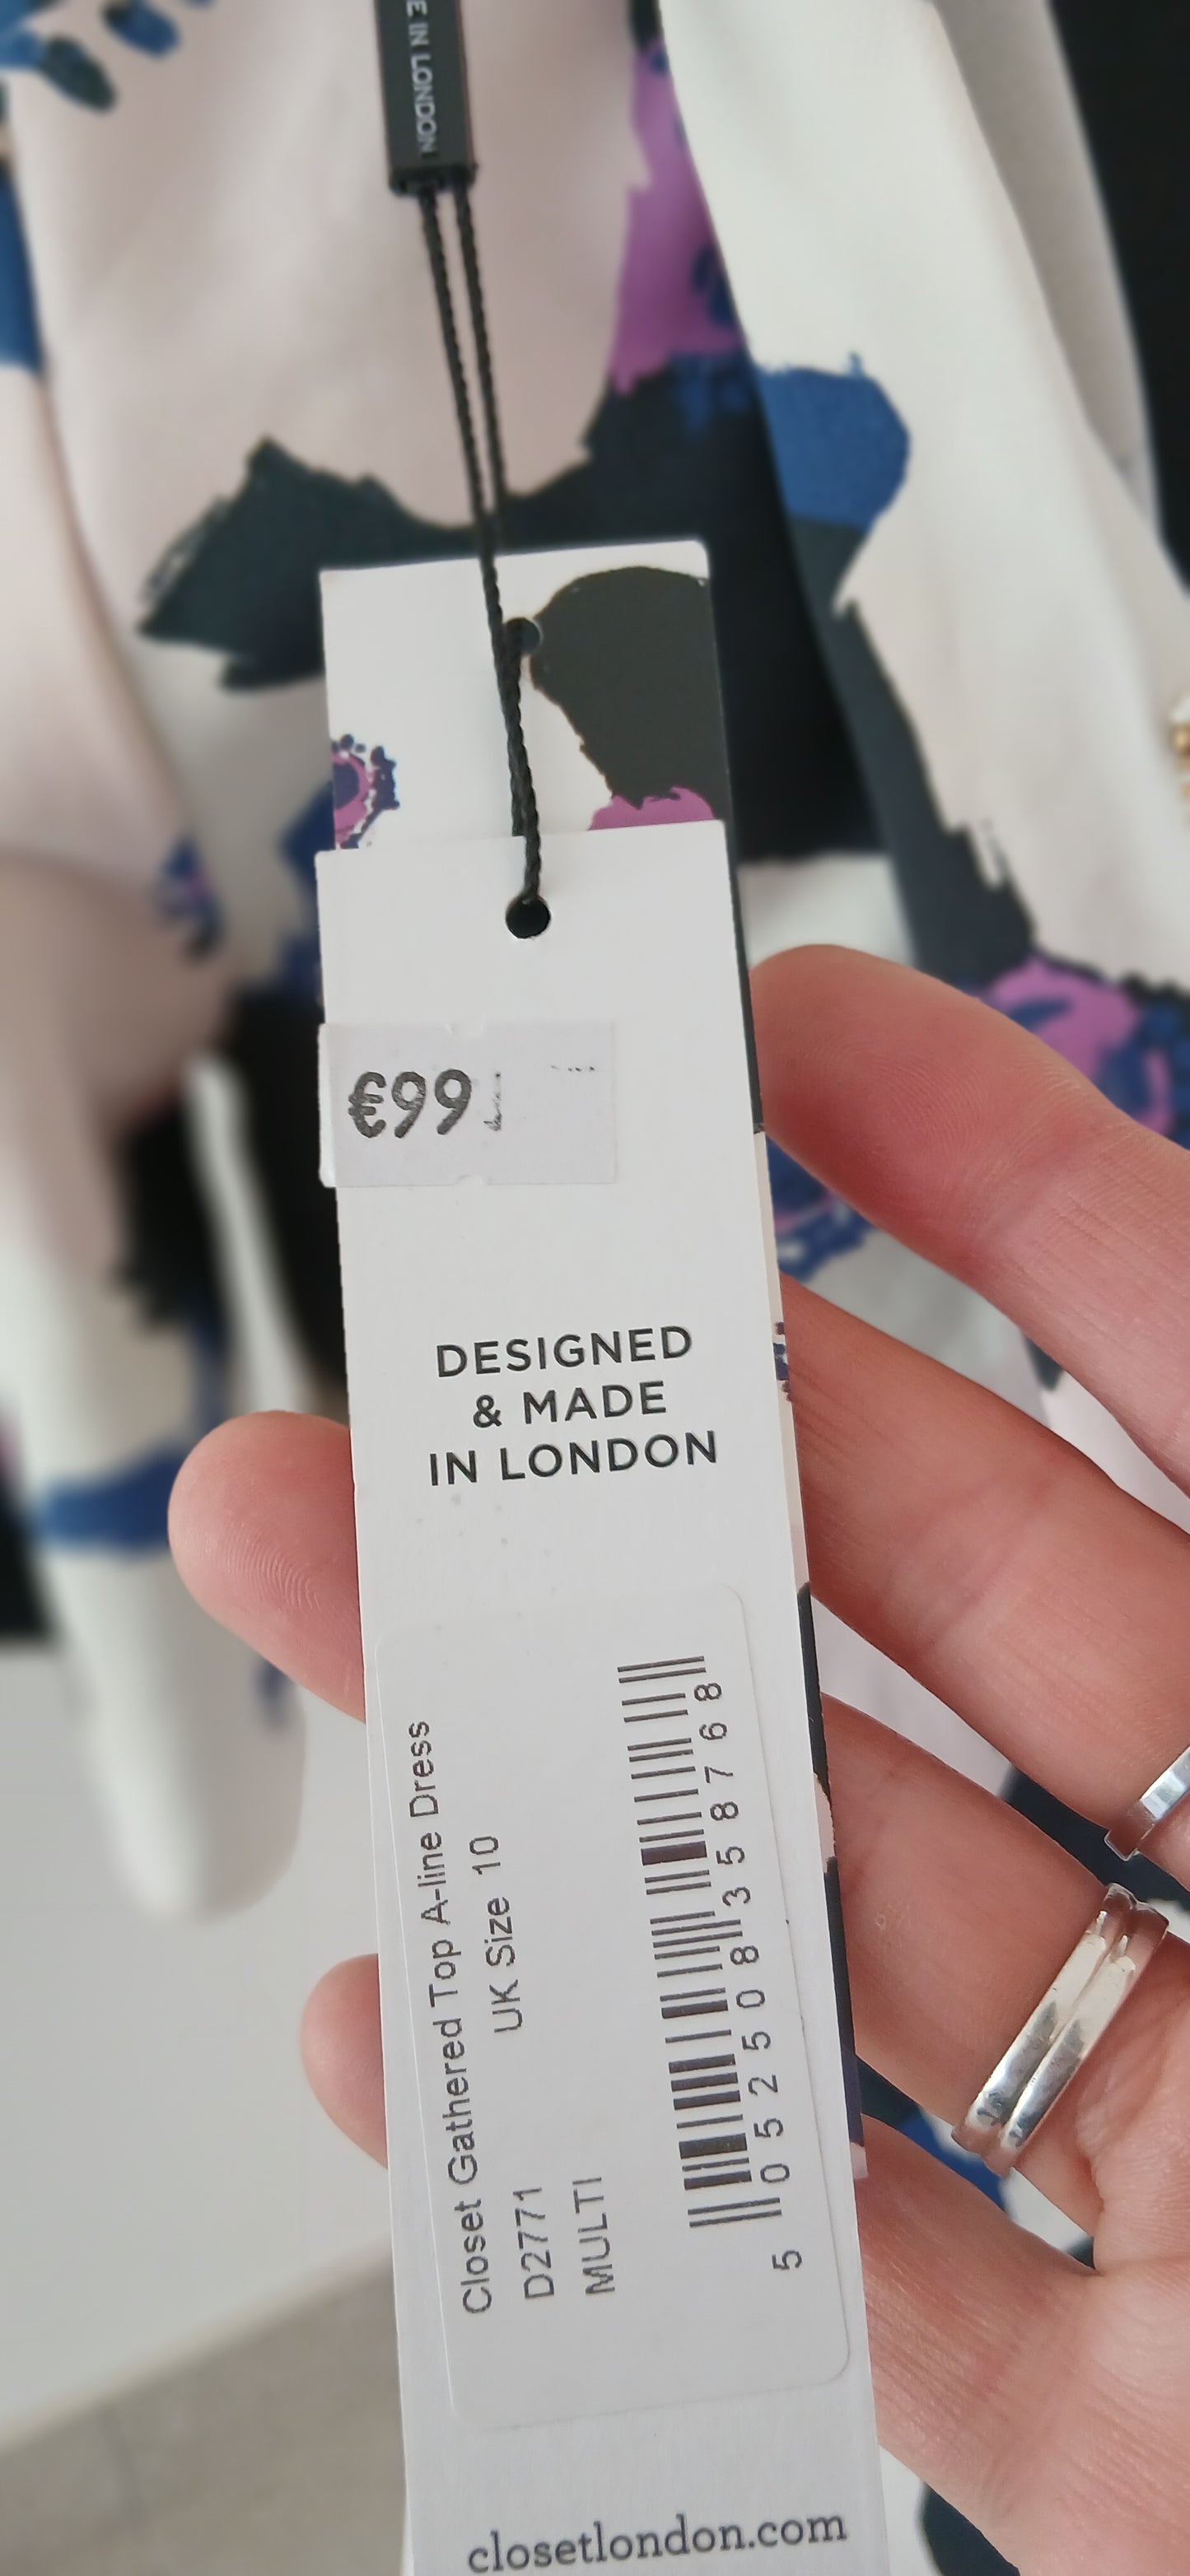 E IN LONDON
€99
DESIGNED
& MADE
IN LONDON
Closet Gathered Top A-line Dress
D2771 UK Size 10
MULTI
5 052508 358768
closetlondon.com